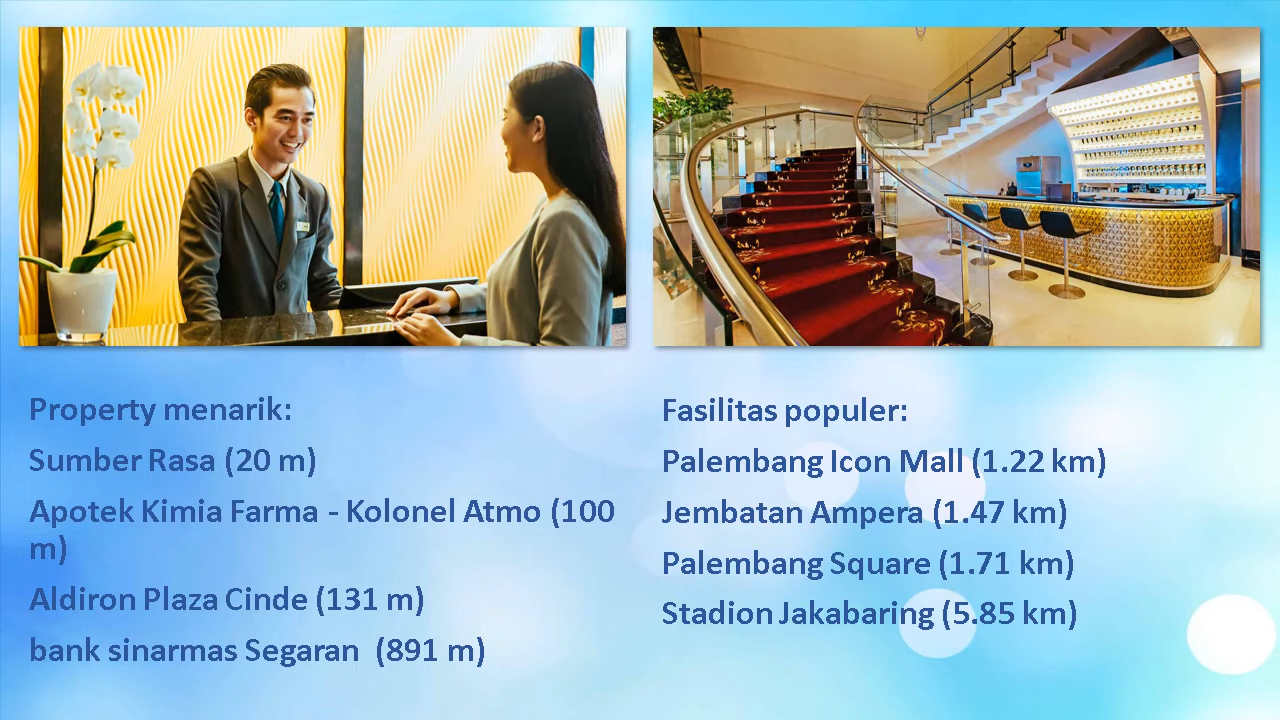 Property menarik:
Sumber Rasa (20 m)
Apotek Kimia Farma - Kolonel Atmo (100
m)
Aldiron Plaza Cinde (131 m)
bank sinarmas Segaran  (891 m)
Fasilitas populer:
Palembang Icon Mall (1.22 km)
Jembatan Ampera (1.47 km)
Palembang Square (1.71 km)
Stadion Jakabaring (5.85 km)